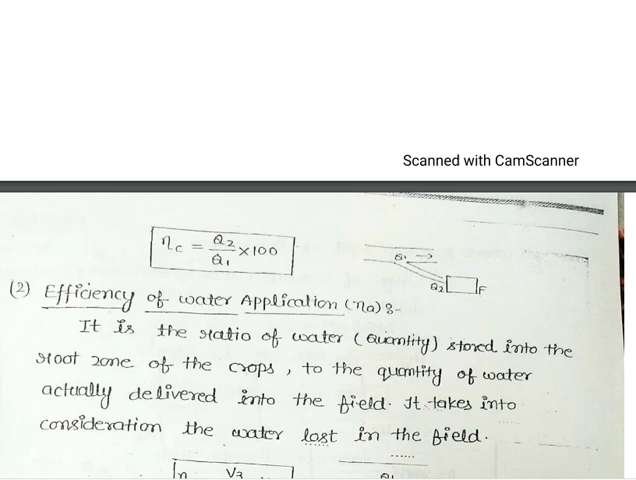 Scanned with CamScanner
ηc = Q2/Q1 × 100
Q1 →
Q2 F
(2) Efficiency of water Application (ηa) :-
It is the ratio of water (Quantity) stored into the
root zone of the crops, to the quantity of water
actually delivered into the field. It takes into
consideration the water lost in the field.